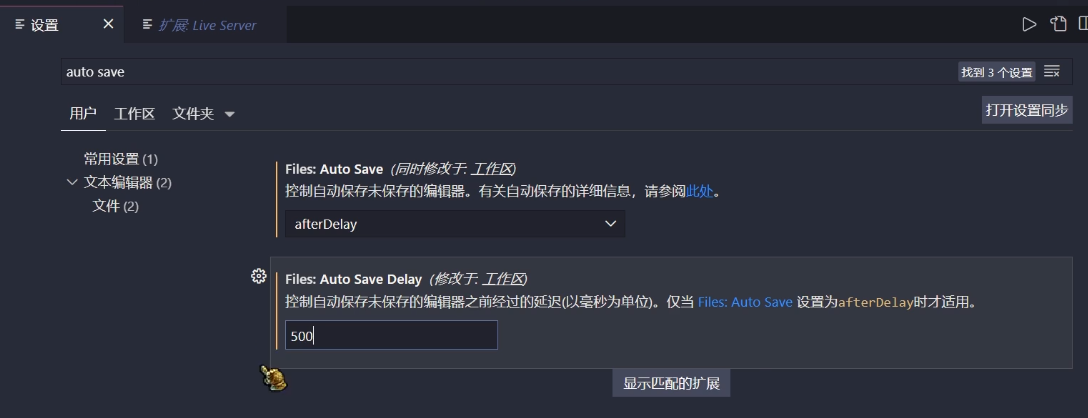 设置
扩展: Live Server
auto save
找到 3 个设置
用户 工作区 文件夹
打开设置同步
常用设置 (1)
文本编辑器 (2)
文件 (2)
Files: Auto Save (同时修改于: 工作区)
控制自动保存未保存的编辑器。有关自动保存的详细信息，请参阅此处。
afterDelay
Files: Auto Save Delay (修改于: 工作区)
控制自动保存未保存的编辑器之前经过的延迟(以毫秒为单位)。仅当 Files: Auto Save 设置为afterDelay时才适用。
500
显示匹配的扩展